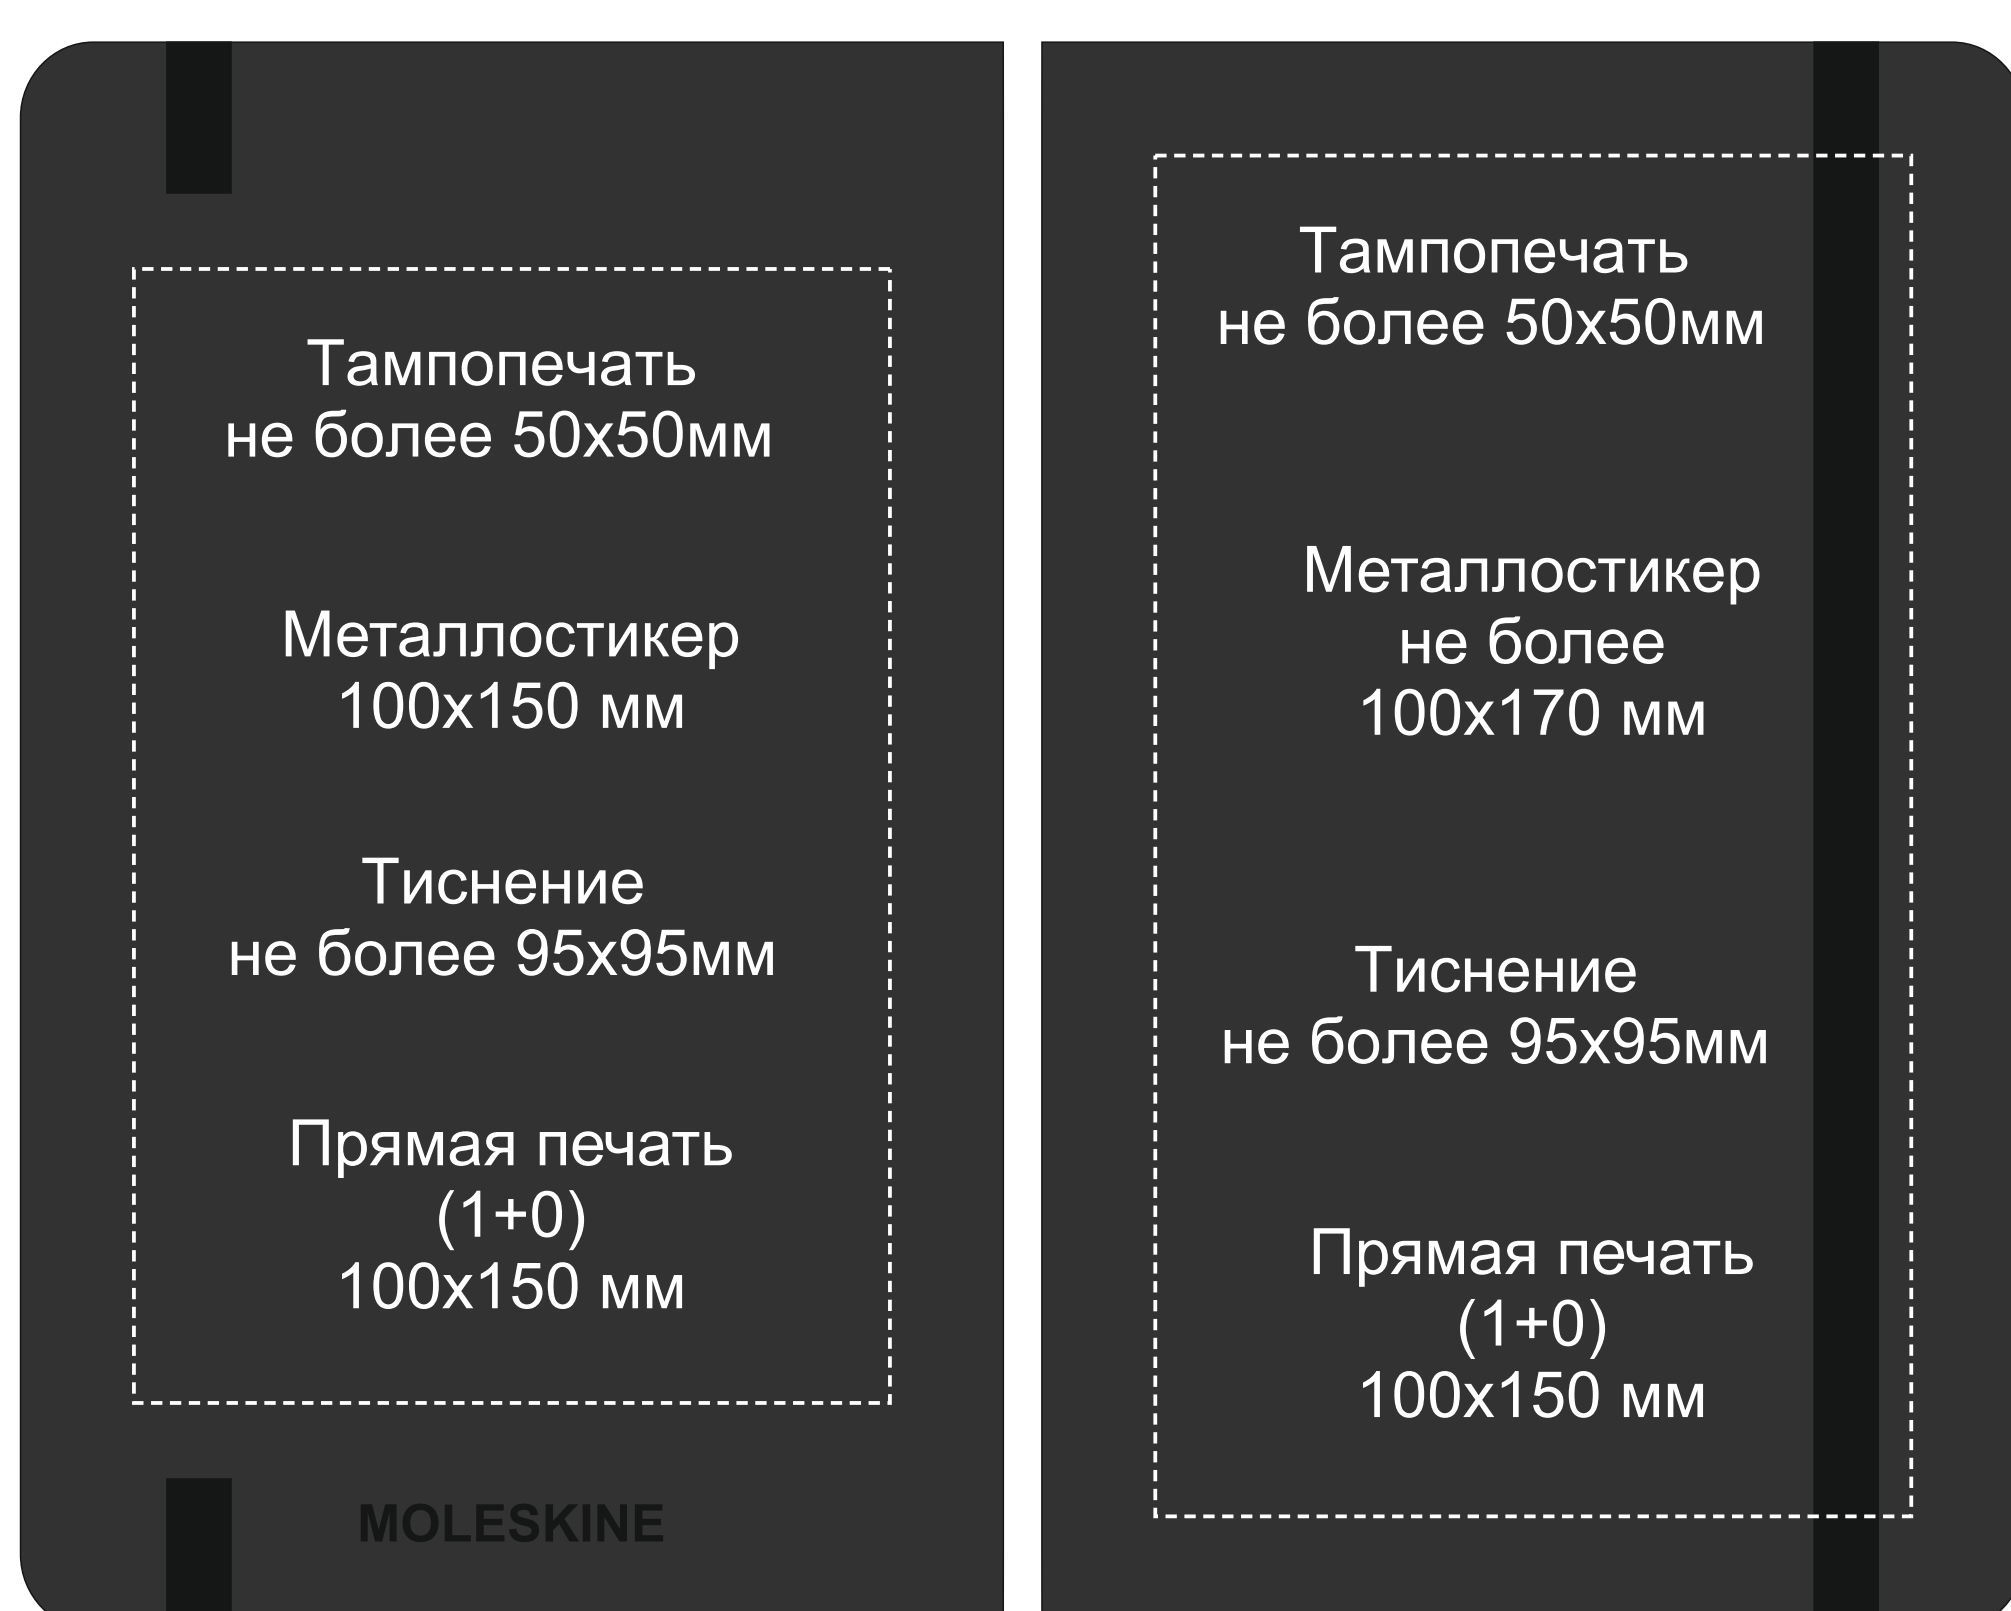 Тампопечать
не более 50х50мм
Металлостикер
100х150 мм
Тиснение
не более 95х95мм
Прямая печать
(1+0)
100х150 мм
MOLESKINE
Тампопечать
не более 50х50мм
Металлостикер
не более
100х170 мм
Тиснение
не более 95х95мм
Прямая печать
(1+0)
100х150 мм